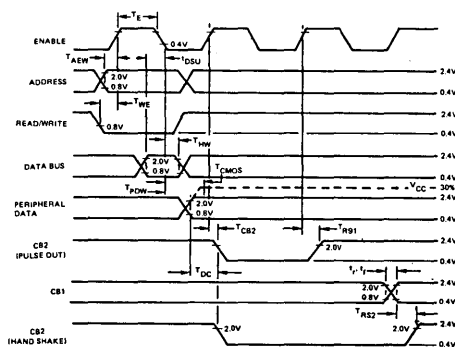 T_E
ENABLE
0.4V
T_AEW
t_DSU
ADDRESS
2.0V
0.8V
2.4V
0.4V
T_WE
READ/WRITE
0.8V
2.4V
0.4V
T_HW
DATA BUS
2.0V
0.8V
2.4V
0.4V
T_CMOS
T_PDW
V_CC – 30%
PERIPHERAL
DATA
2.0V
0.8V
2.4V
0.4V
T_CB2
T_RS1
CB2
(PULSE OUT)
2.0V
2.4V
0.4V
T_DC
t_r, t_f
CB1
2.0V
0.8V
2.4V
0.4V
T_RS2
CB2
(HAND SHAKE)
2.0V
2.0V
2.4V
0.4V